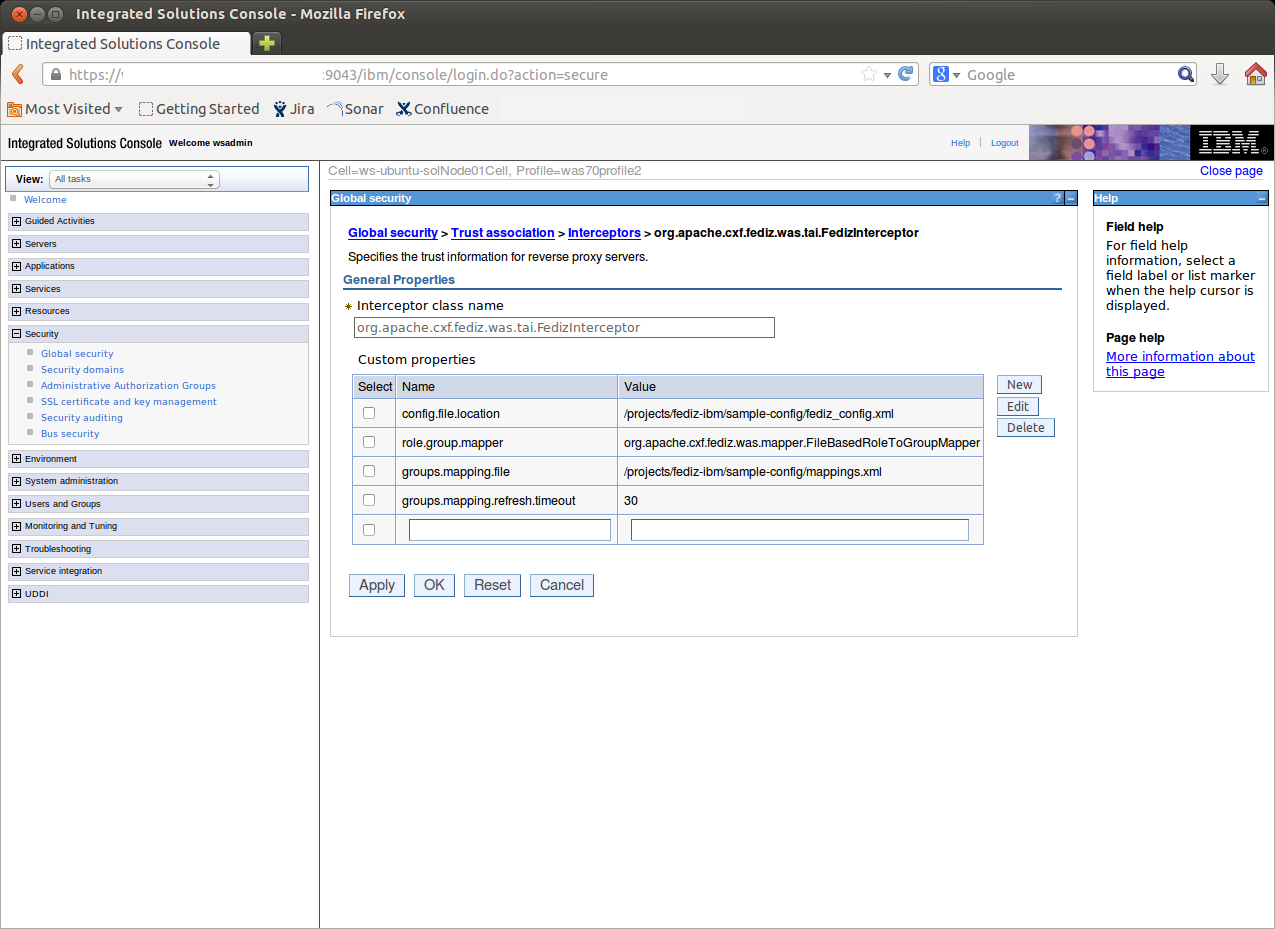 Integrated Solutions Console - Mozilla Firefox
Integrated Solutions Console
https:// :9043/ibm/console/login.do?action=secure
Google
Most Visited Getting Started Jira Sonar Confluence
Integrated Solutions Console Welcome wsadmin
Help Logout
IBM®
View: All tasks
Welcome
Guided Activities
Servers
Applications
Services
Resources
Security
Global security
Security domains
Administrative Authorization Groups
SSL certificate and key management
Security auditing
Bus security
Environment
System administration
Users and Groups
Monitoring and Tuning
Troubleshooting
Service integration
UDDI
Cell=ws-ubuntu-solNode01Cell, Profile=was70profile2
Close page
Global security
?
Global security > Trust association > Interceptors > org.apache.cxf.fediz.was.tai.FedizInterceptor
Specifies the trust information for reverse proxy servers.
General Properties
* Interceptor class name
org.apache.cxf.fediz.was.tai.FedizInterceptor
Custom properties
Select Name Value
config.file.location /projects/fediz-ibm/sample-config/fediz_config.xml
role.group.mapper org.apache.cxf.fediz.was.mapper.FileBasedRoleToGroupMapper
groups.mapping.file /projects/fediz-ibm/sample-config/mappings.xml
groups.mapping.refresh.timeout 30
New
Edit
Delete
Apply OK Reset Cancel
Help
Field help
For field help
information, select a
field label or list marker
when the help cursor is
displayed.
Page help
More information about
this page